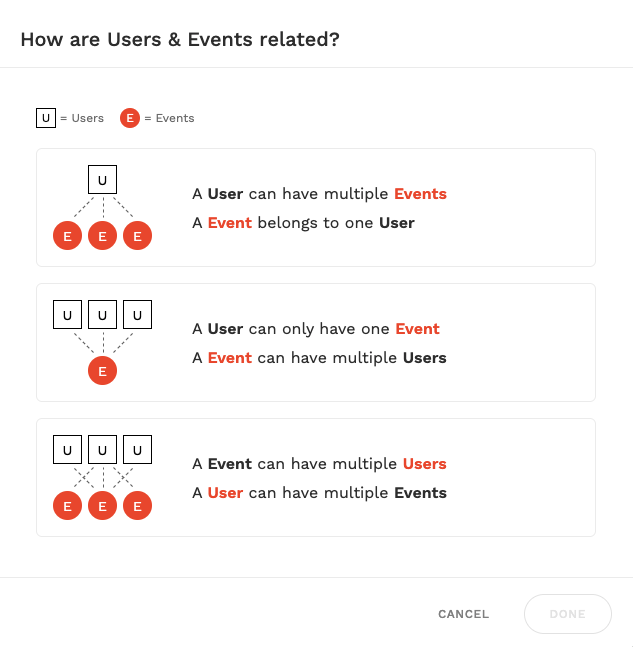 How are Users & Events related?
U = Users E = Events
U
E E E
A User can have multiple Events
A Event belongs to one User
U U U
E
A User can only have one Event
A Event can have multiple Users
U U U
E E E
A Event can have multiple Users
A User can have multiple Events
CANCEL DONE